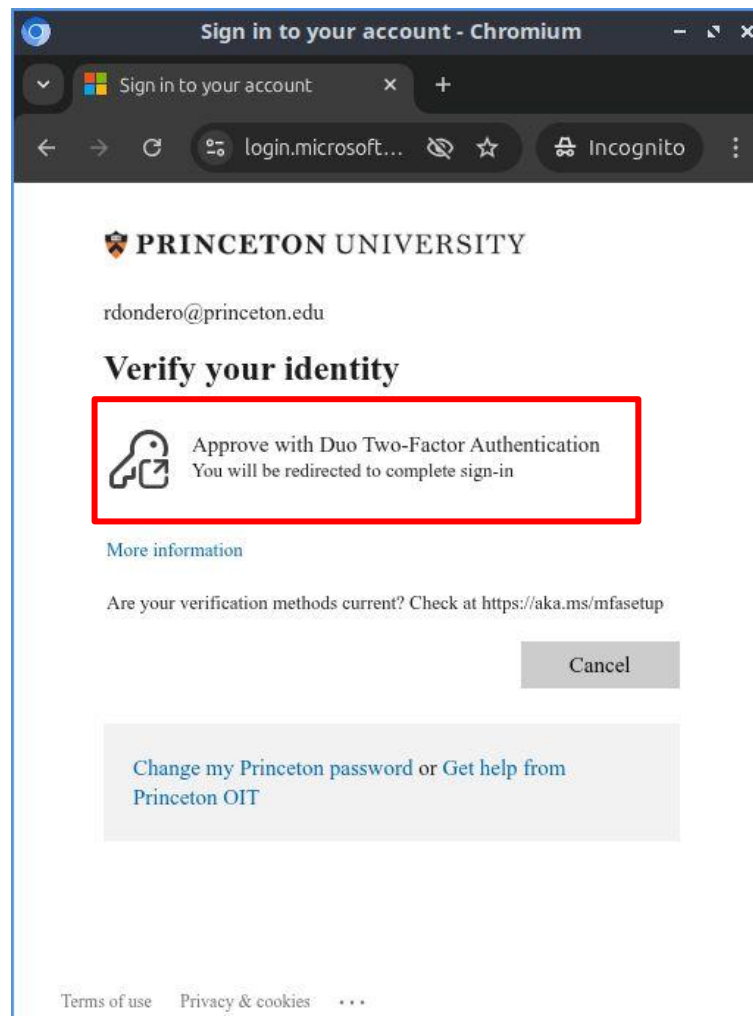 Sign in to your account - Chromium
Sign in to your account
login.microsoft... Incognito
PRINCETON UNIVERSITY
rdondero@princeton.edu
Verify your identity
Approve with Duo Two-Factor Authentication
You will be redirected to complete sign-in
More information
Are your verification methods current? Check at https://aka.ms/mfasetup
Cancel
Change my Princeton password or Get help from
Princeton OIT
Terms of use Privacy & cookies ...